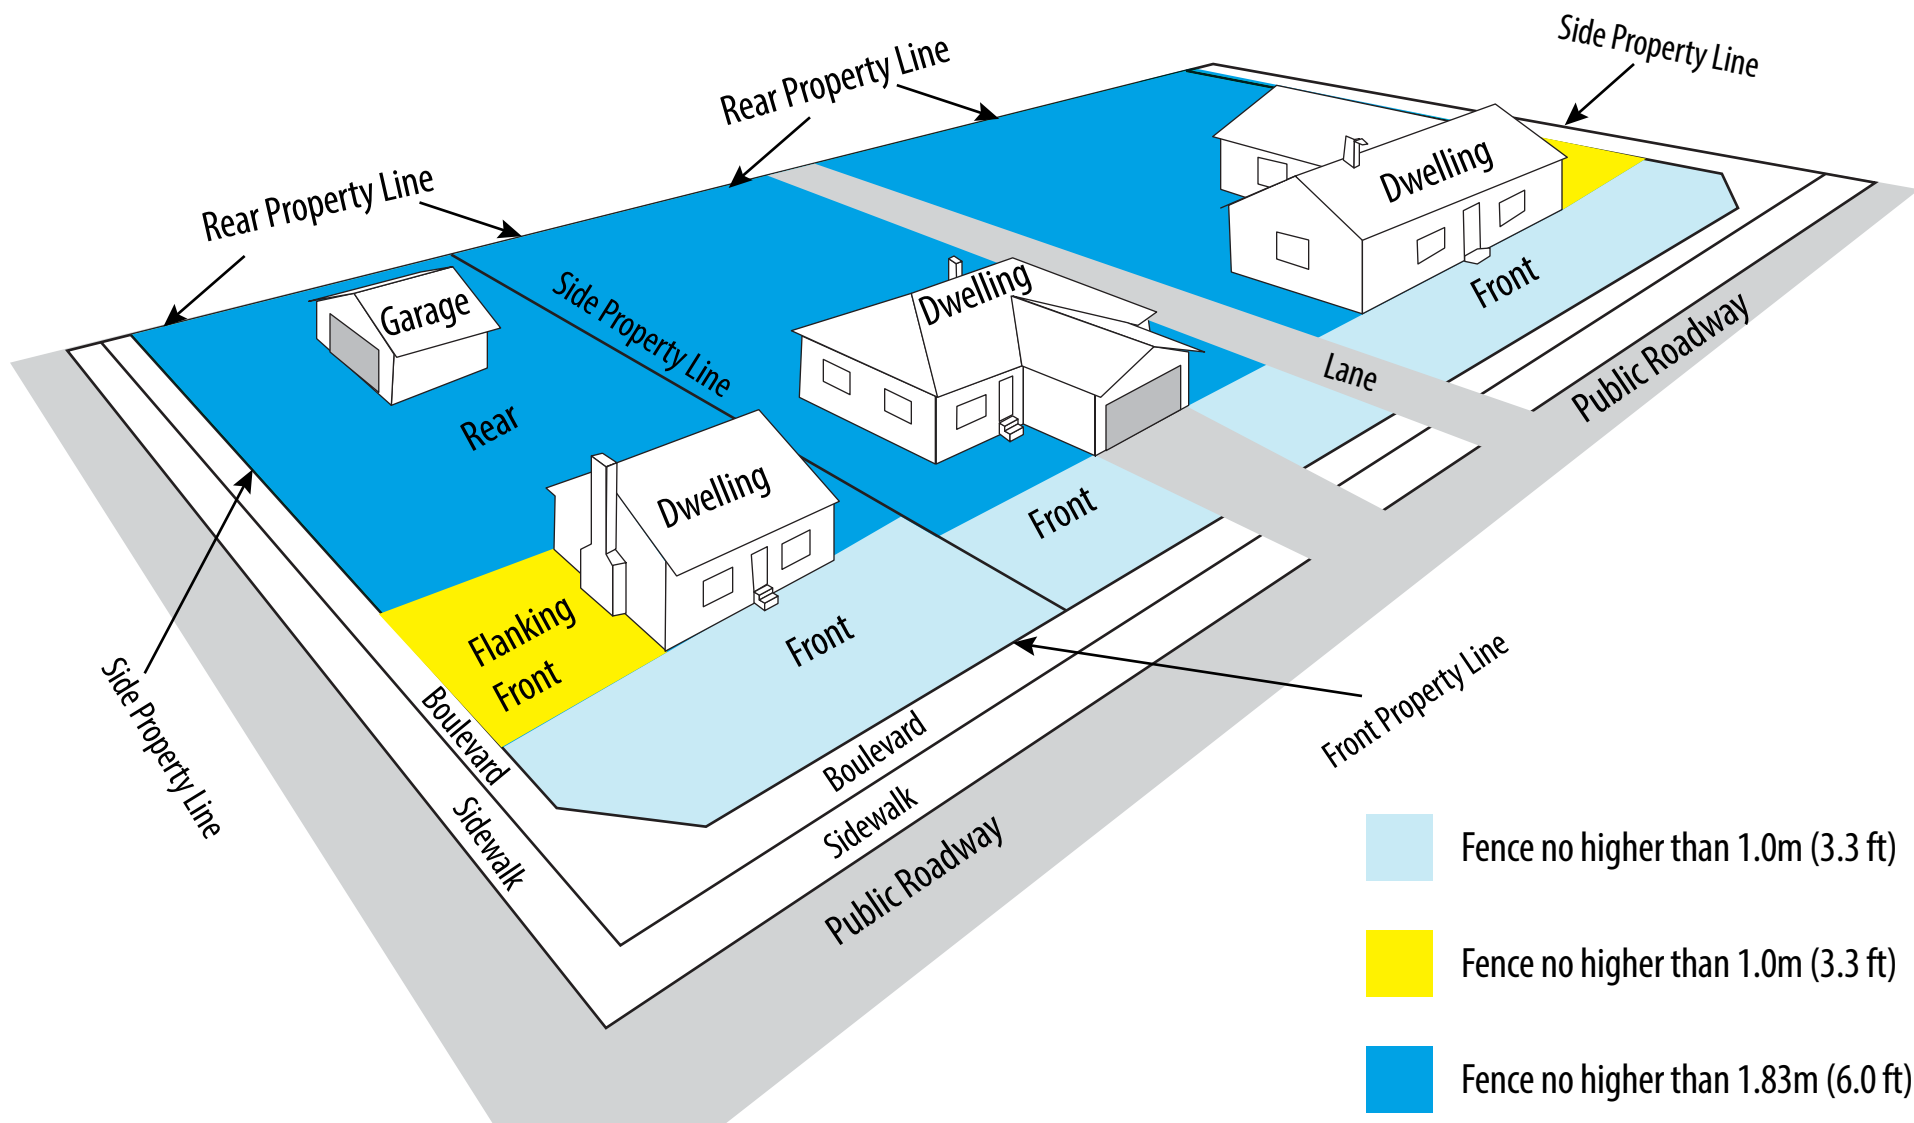 Side Property Line
Rear Property Line
Rear Property Line
Dwelling
Garage
Side Property Line
Dwelling
Front
Lane
Public Roadway
Rear
Dwelling
Front
Flanking
Front
Front
Side Property Line
Boulevard
Sidewalk
Boulevard
Sidewalk
Public Roadway
Front Property Line
Fence no higher than 1.0m (3.3 ft)
Fence no higher than 1.0m (3.3 ft)
Fence no higher than 1.83m (6.0 ft)